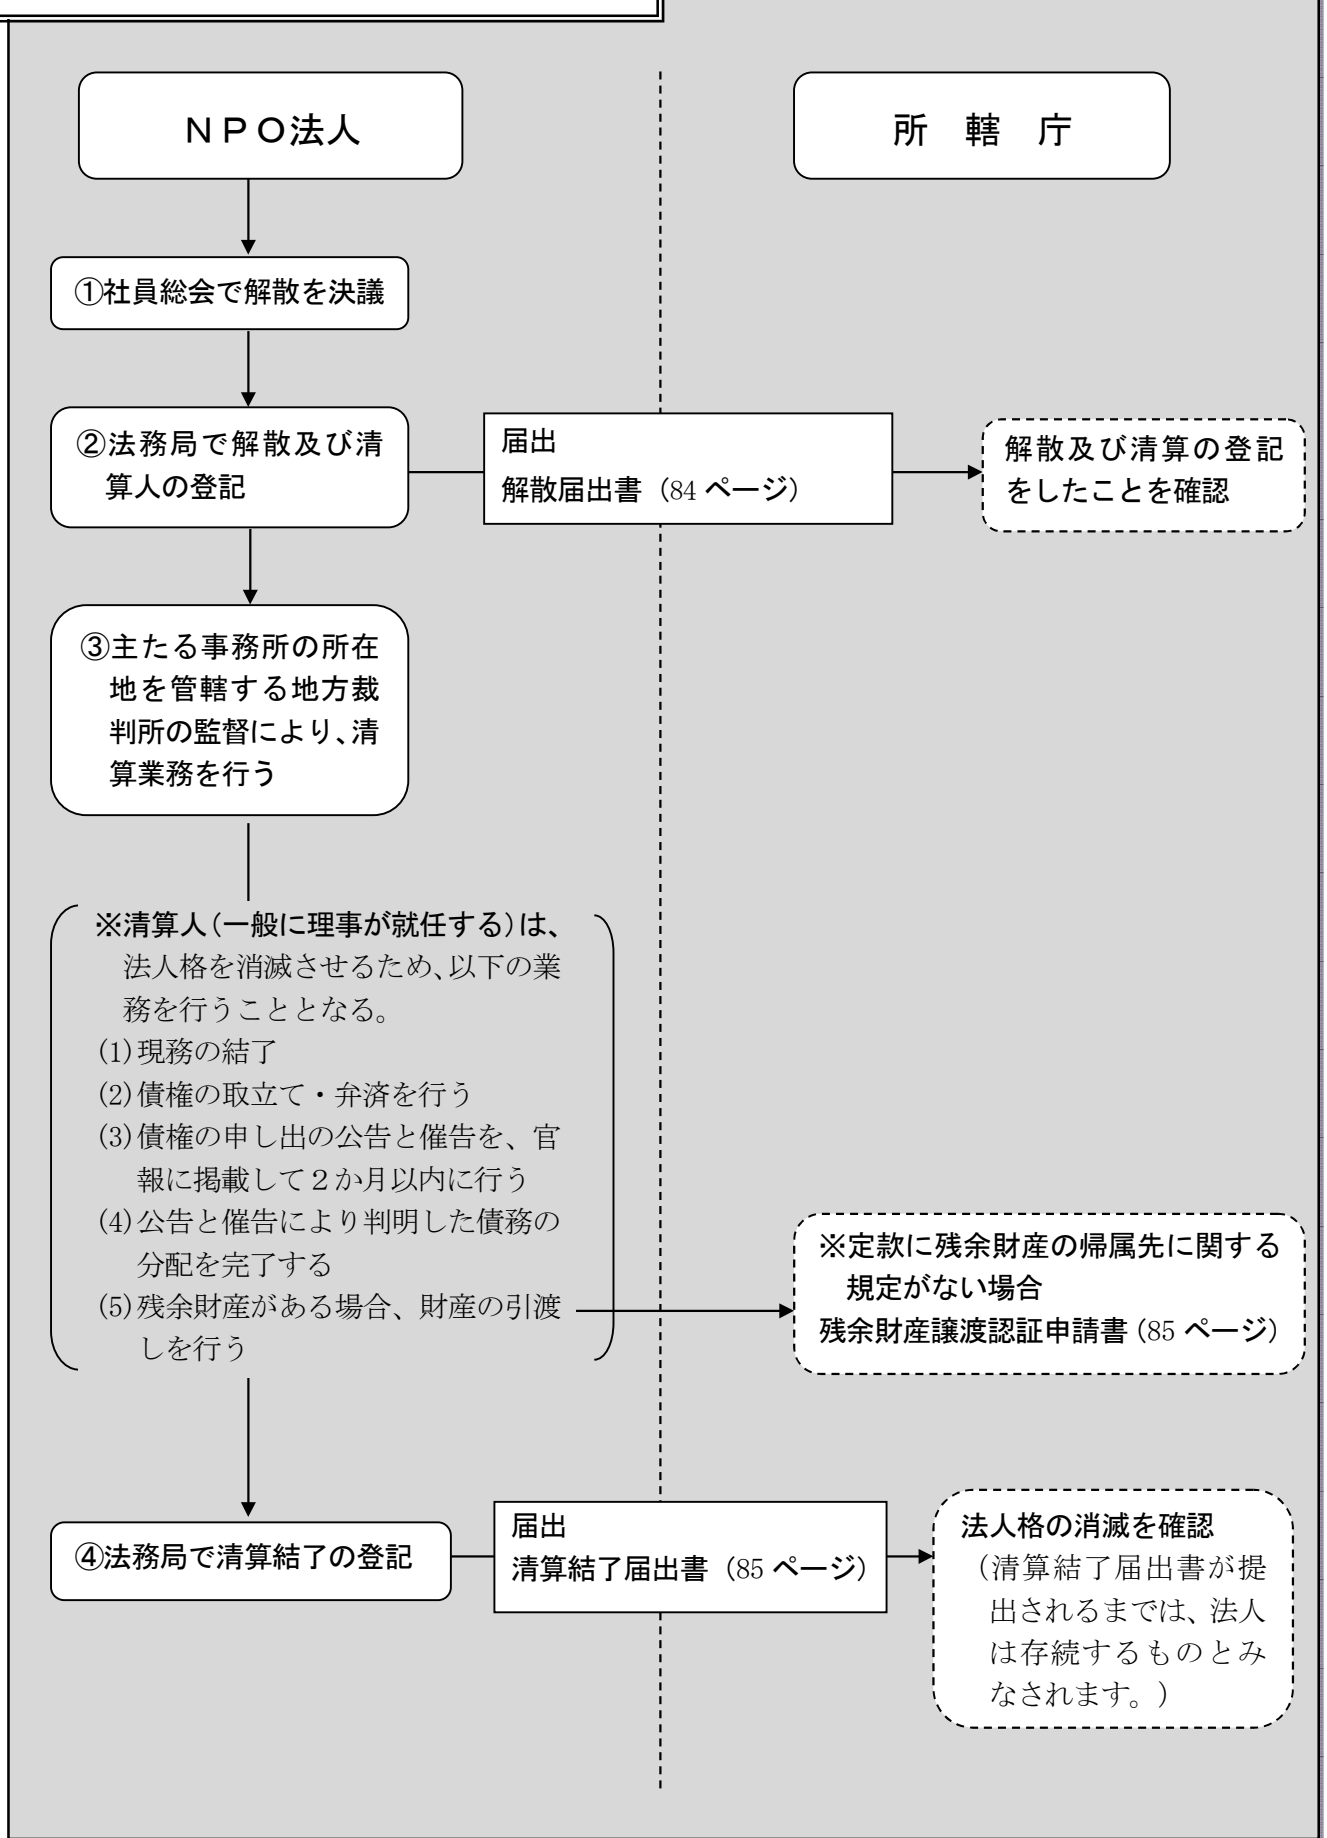 ＮＰＯ法人
所　轄　庁
①社員総会で解散を決議
②法務局で解散及び清
算人の登記
届出
解散届出書（84 ページ）
解散及び清算の登記
をしたことを確認
③主たる事務所の所在
地を管轄する地方裁
判所の監督により、清
算業務を行う
※清算人（一般に理事が就任する）は、
法人格を消滅させるため、以下の業
務を行うこととなる。
(1)現務の結了
(2)債権の取立て・弁済を行う
(3)債権の申し出の公告と催告を、官
報に掲載して２か月以内に行う
(4)公告と催告により判明した債務の
分配を完了する
(5)残余財産がある場合、財産の引渡
しを行う
※定款に残余財産の帰属先に関する
規定がない場合
残余財産譲渡認証申請書（85 ページ）
④法務局で清算結了の登記
届出
清算結了届出書（85 ページ）
法人格の消滅を確認
（清算結了届出書が提
出されるまでは、法人
は存続するものとみ
なされます。）